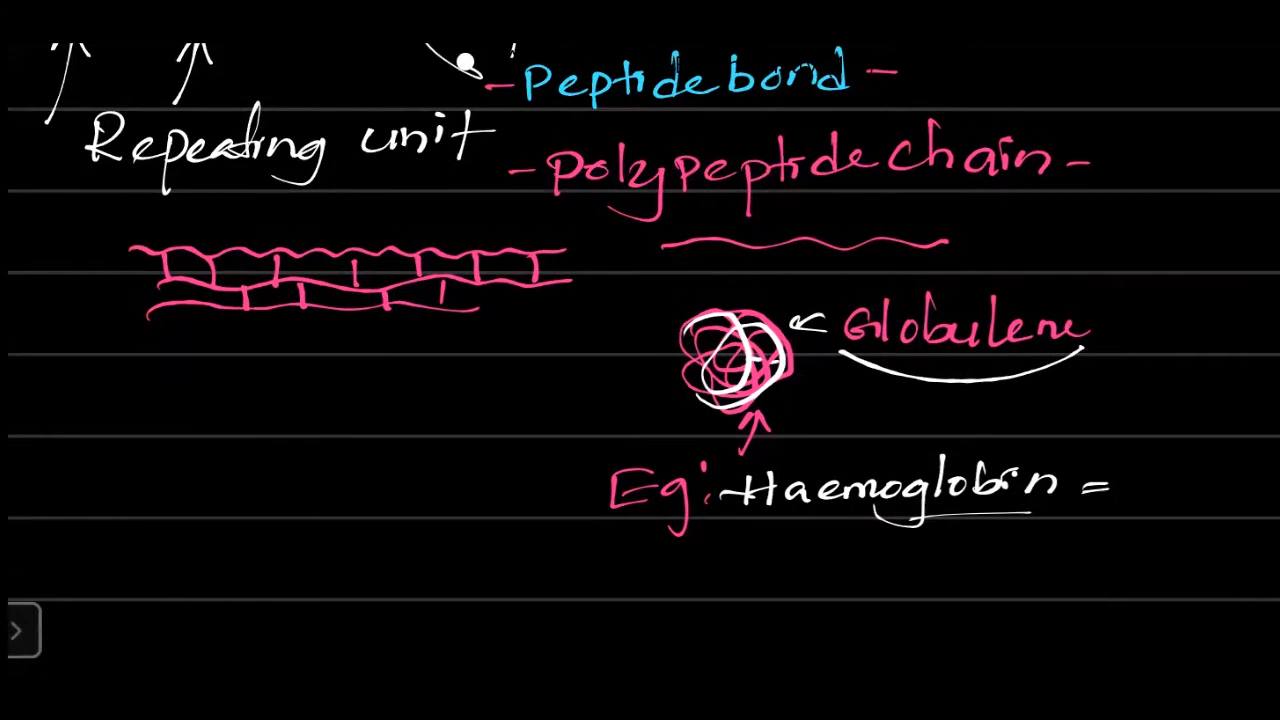 - Peptide bond -
Repeating unit
- Polypeptide chain -
Globulene
Eg:- Haemoglobin =